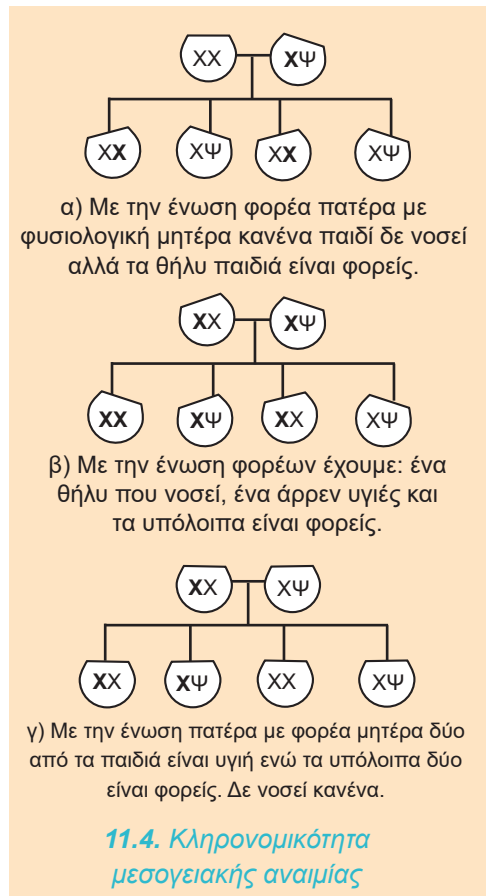 ΧΧ ΧΨ
ΧΧ ΧΨ ΧΧ ΧΨ
α) Με την ένωση φορέα πατέρα με
φυσιολογική μητέρα κανένα παιδί δε νοσεί
αλλά τα θήλυ παιδιά είναι φορείς.
ΧΧ ΧΨ
ΧΧ ΧΨ ΧΧ ΧΨ
β) Με την ένωση φορέων έχουμε: ένα
θήλυ που νοσεί, ένα άρρεν υγιές και
τα υπόλοιπα είναι φορείς.
ΧΧ ΧΨ
ΧΧ ΧΨ ΧΧ ΧΨ
γ) Με την ένωση πατέρα με φορέα μητέρα δύο
από τα παιδιά είναι υγιή ενώ τα υπόλοιπα δύο
είναι φορείς. Δε νοσεί κανένα.
11.4. Κληρονομικότητα
μεσογειακής αναιμίας